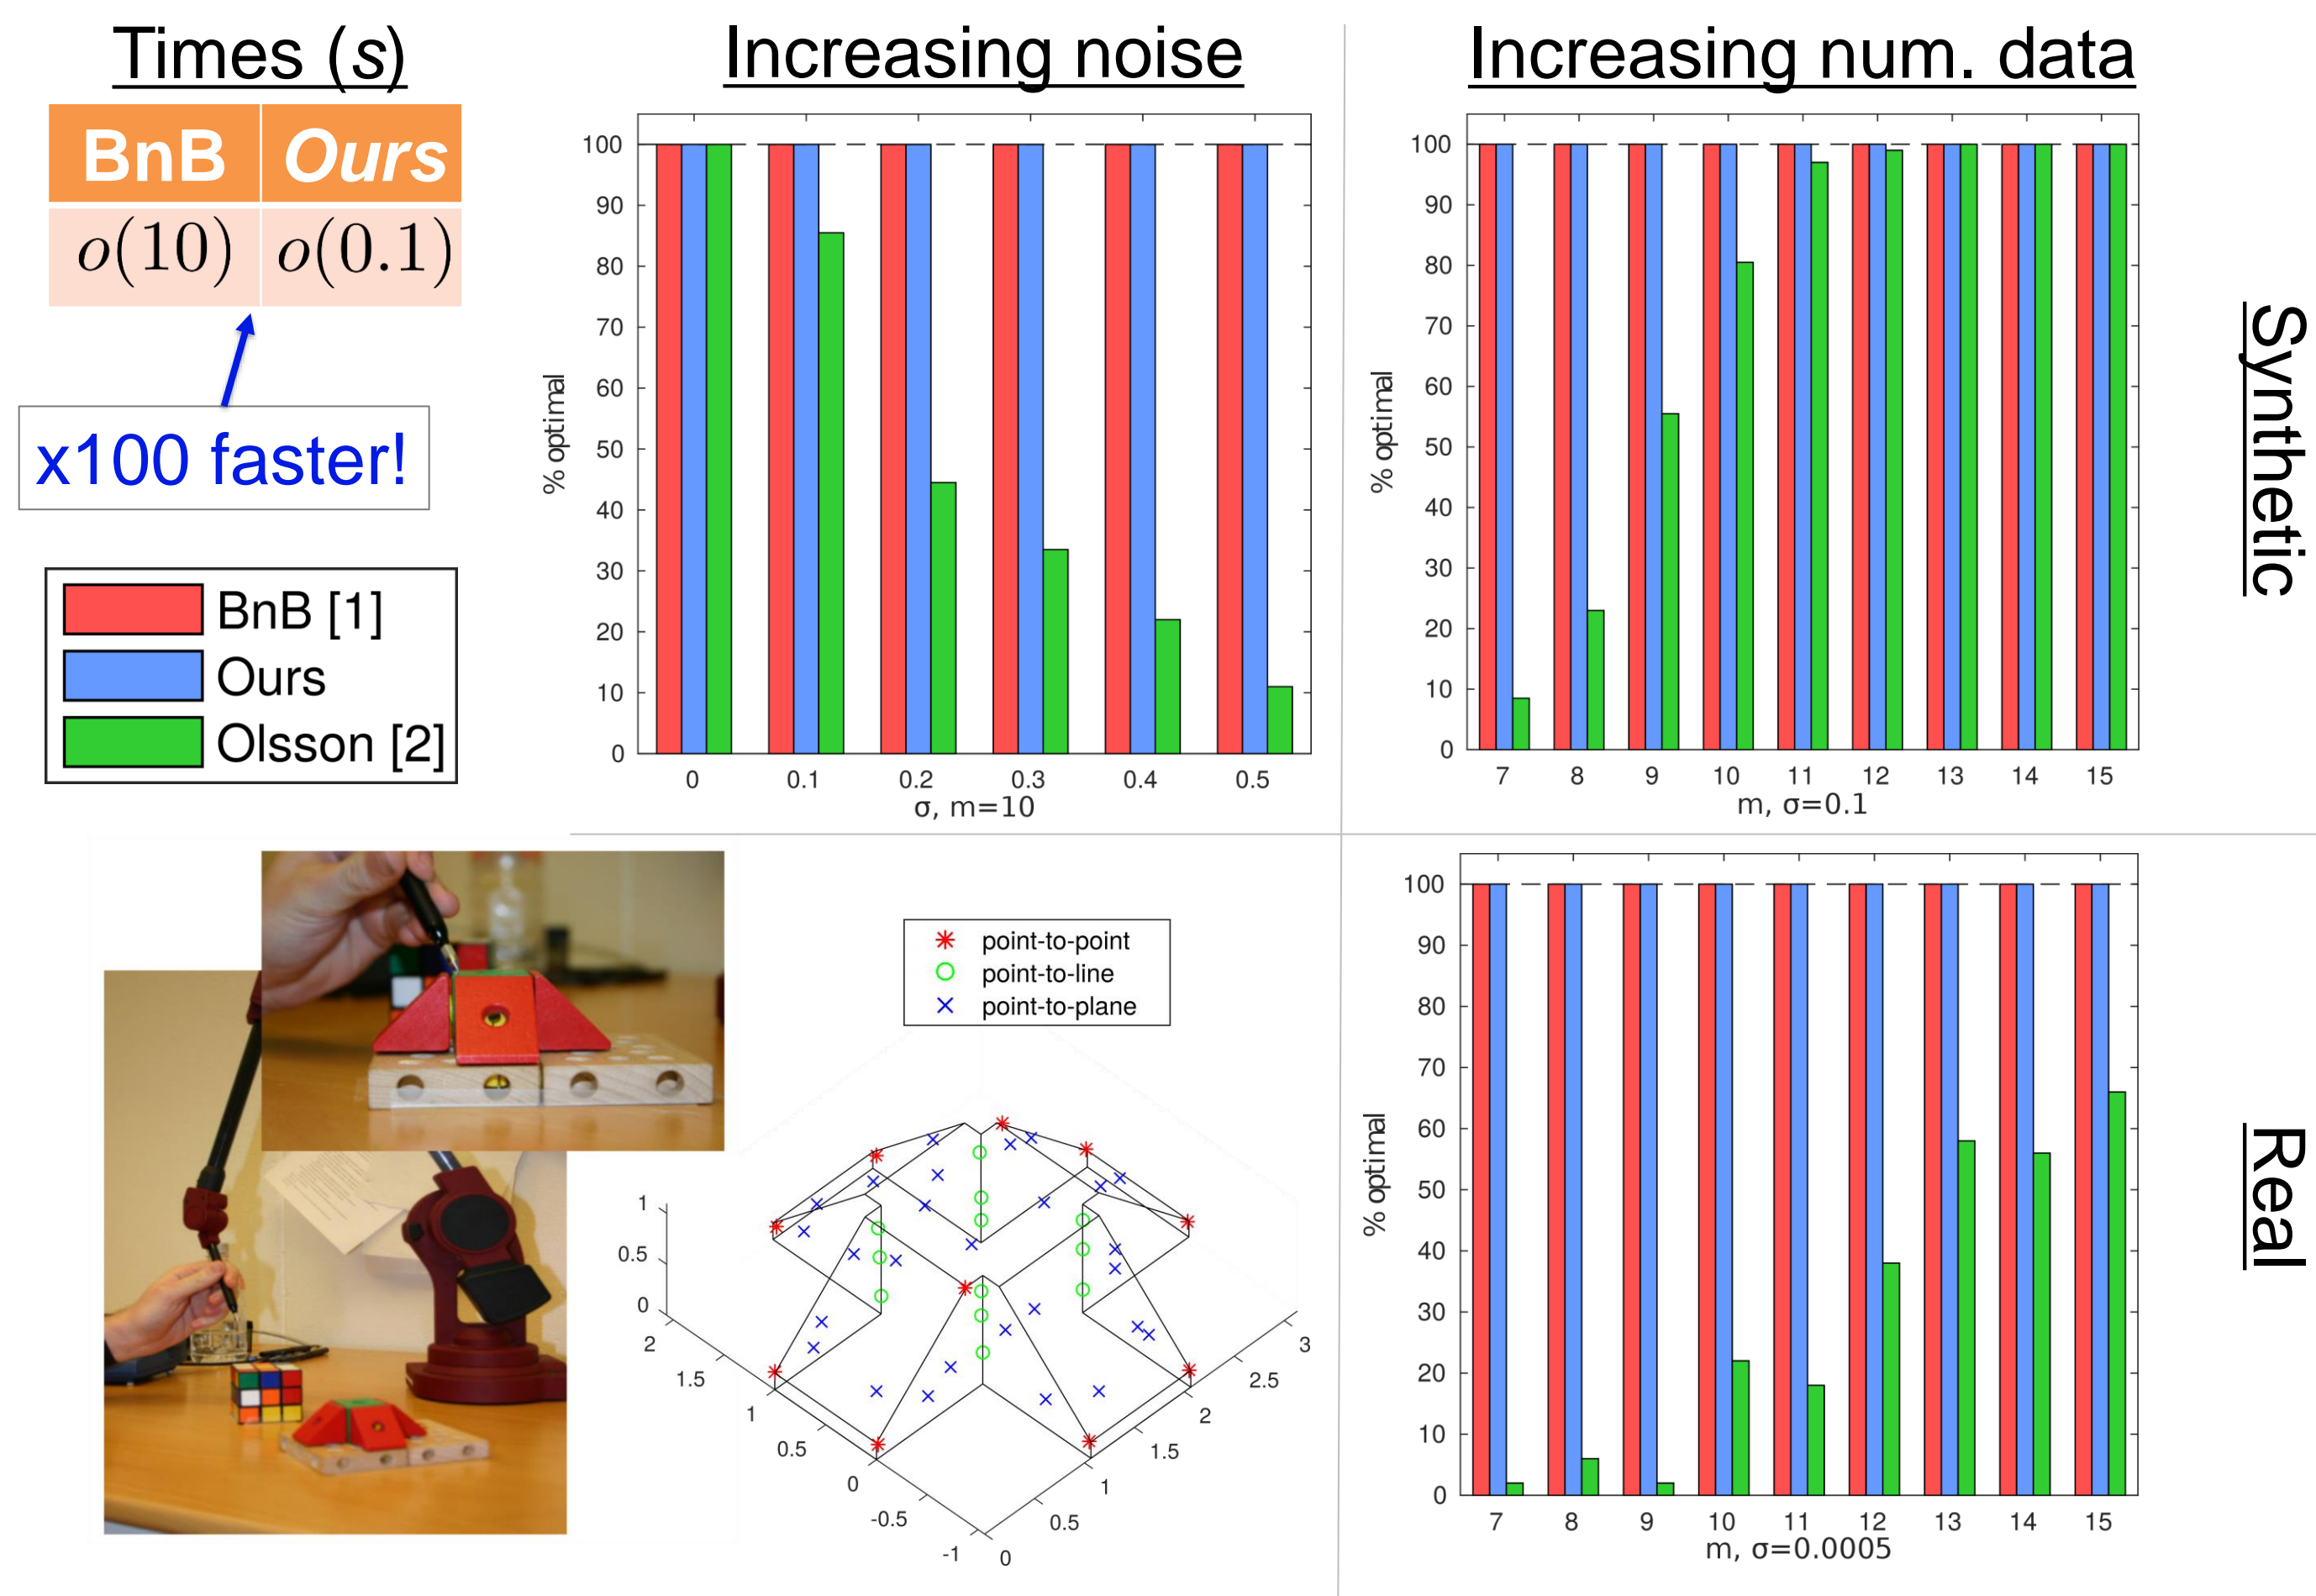 Times (s)
BnB Ours
o(10) o(0.1)
x100 faster!
BnB [1]
Ours
Olsson [2]
Increasing noise
100
90
80
70
60
50
40
30
20
10
0
% optimal
0 0.1 0.2 0.3 0.4 0.5
σ, m=10
Increasing num. data
100
90
80
70
60
50
40
30
20
10
0
% optimal
7 8 9 10 11 12 13 14 15
m, σ=0.1
Synthetic
point-to-point
point-to-line
point-to-plane
1
0.5
0
2
1.5
1
0.5
0
-0.5
-1
0
0.5
1
1.5
2
2.5
3
100
90
80
70
60
50
40
30
20
10
0
% optimal
7 8 9 10 11 12 13 14 15
m, σ=0.0005
Real